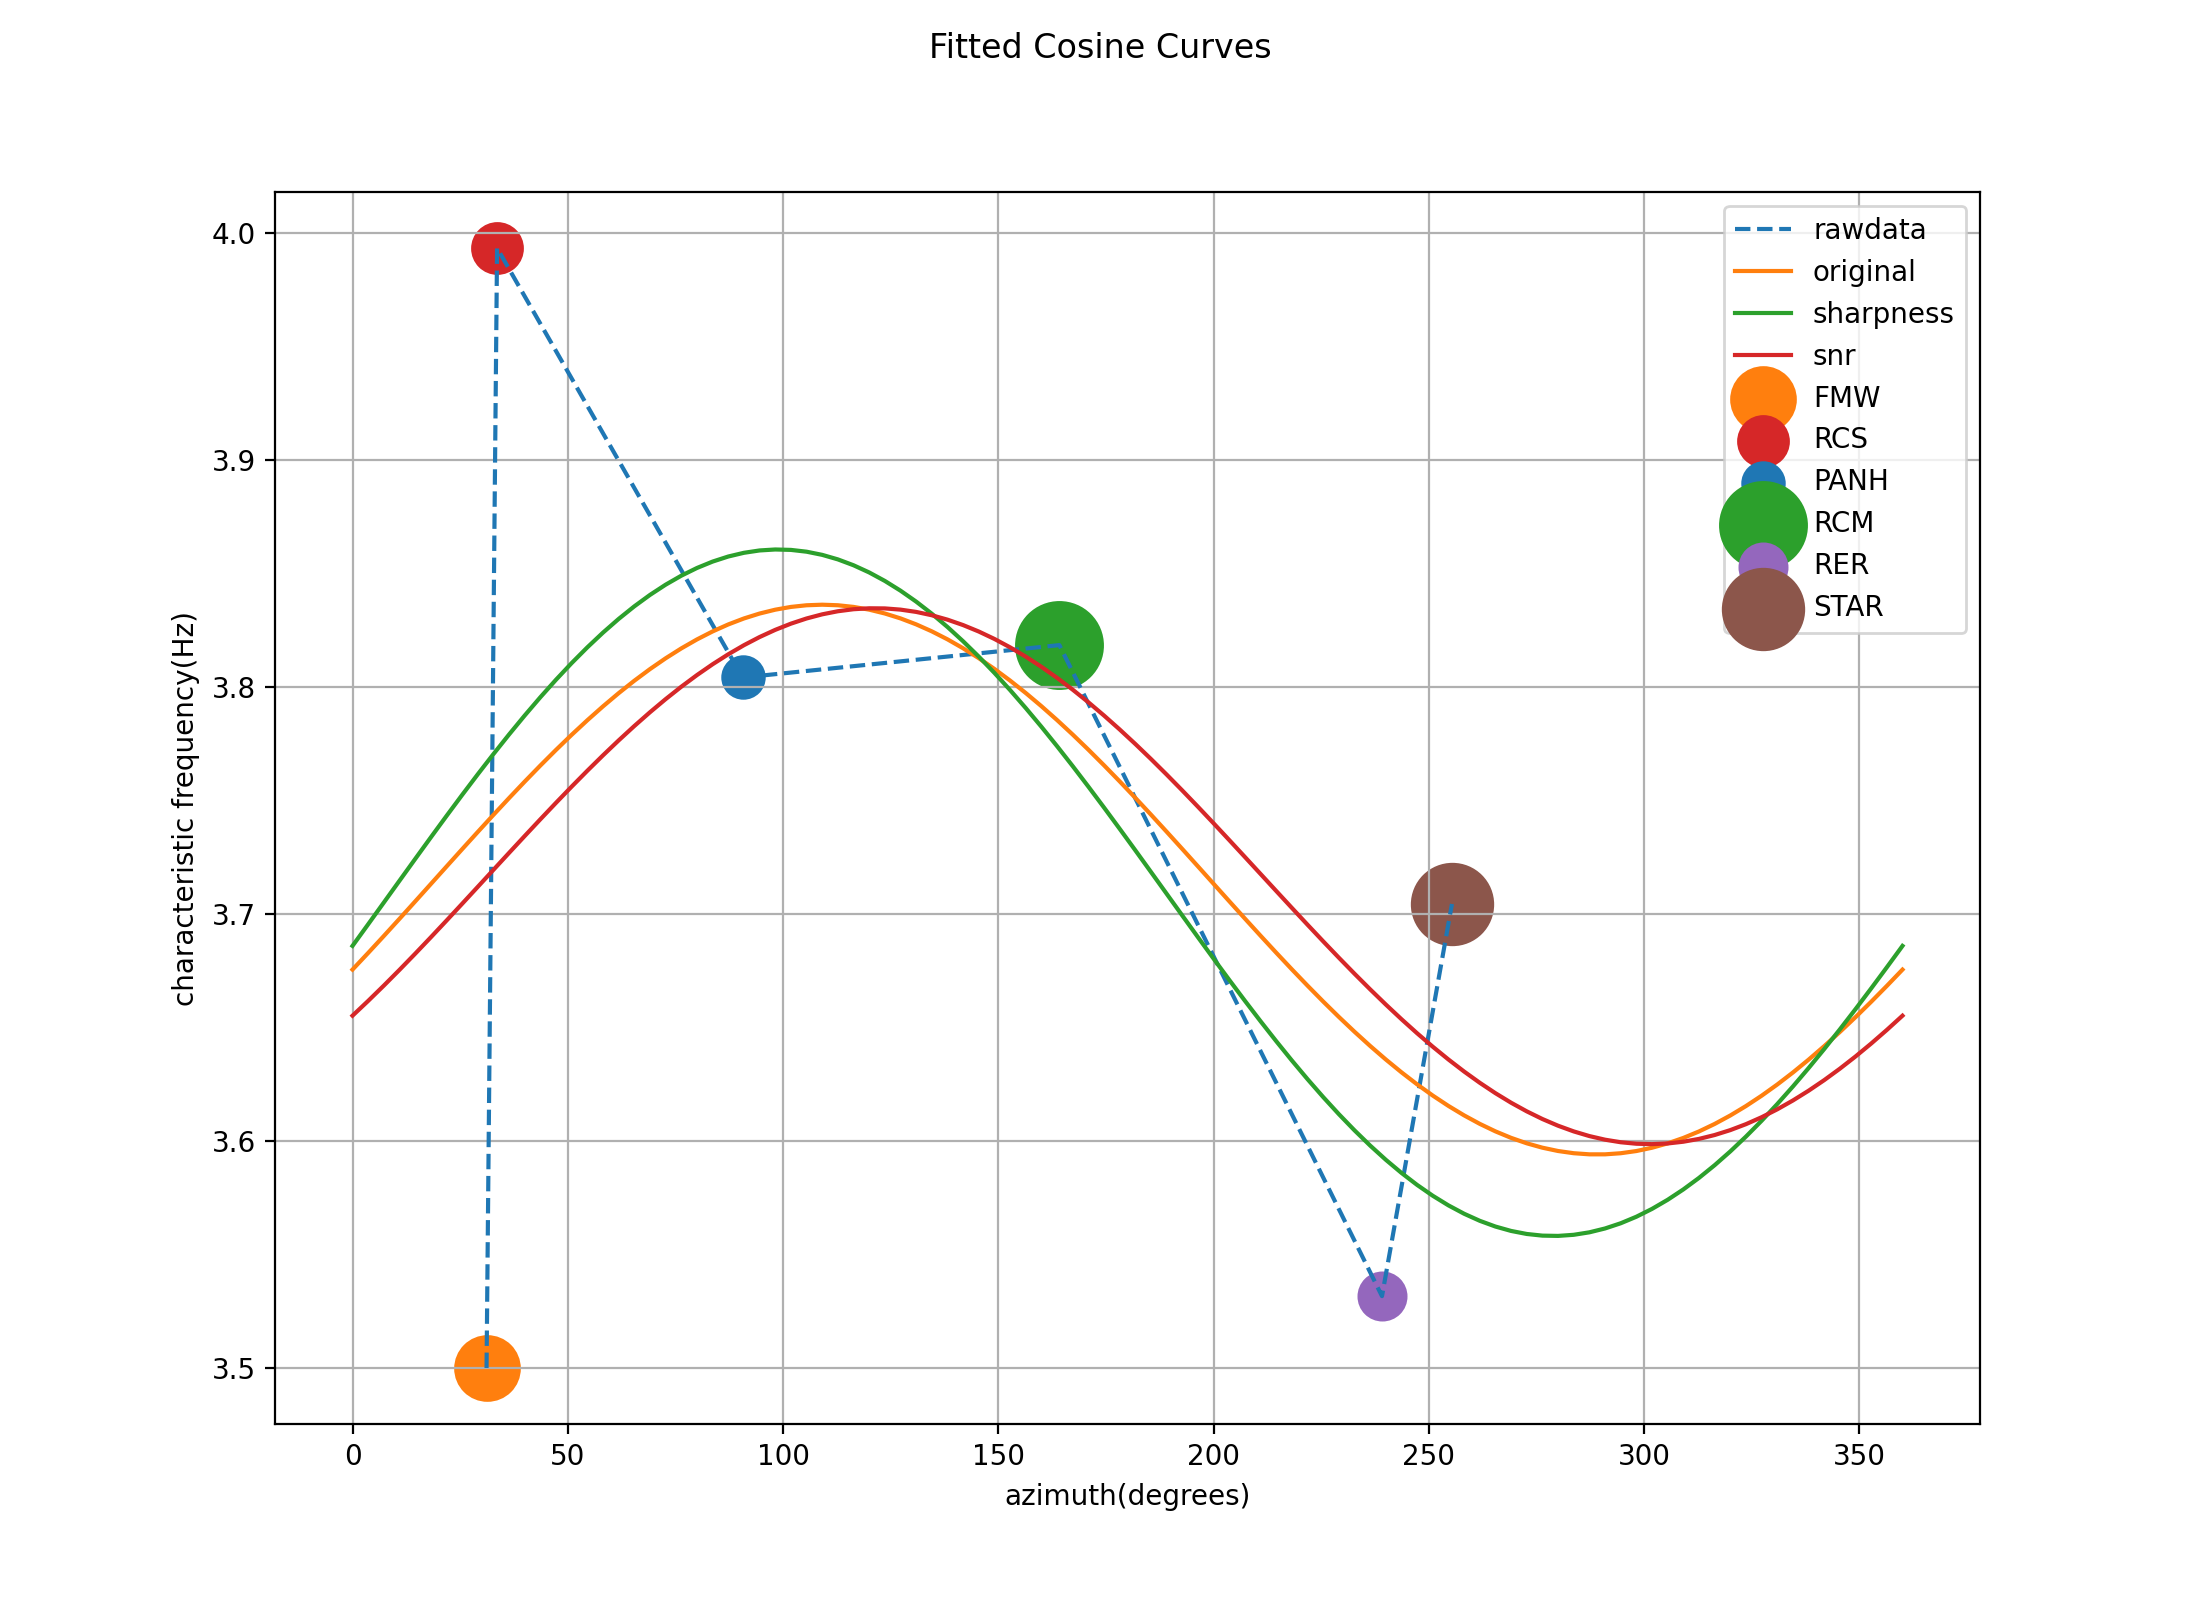 Fitted Cosine Curves
4.0
3.9
3.8
3.7
3.6
3.5
characteristic frequency(Hz)
0 50 100 150 200 250 300 350
azimuth(degrees)
rawdata
original
sharpness
snr
FMW
RCS
PANH
RCM
RER
STAR